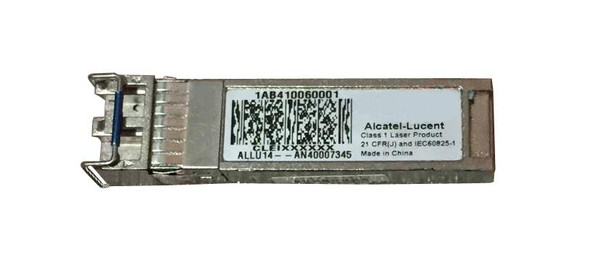 1AB410060001
CLEIXXXXXX
ALLU14--AN40007345
Alcatel-Lucent
Class 1 Laser Product
21 CFR(J) and IEC60825-1
Made in China